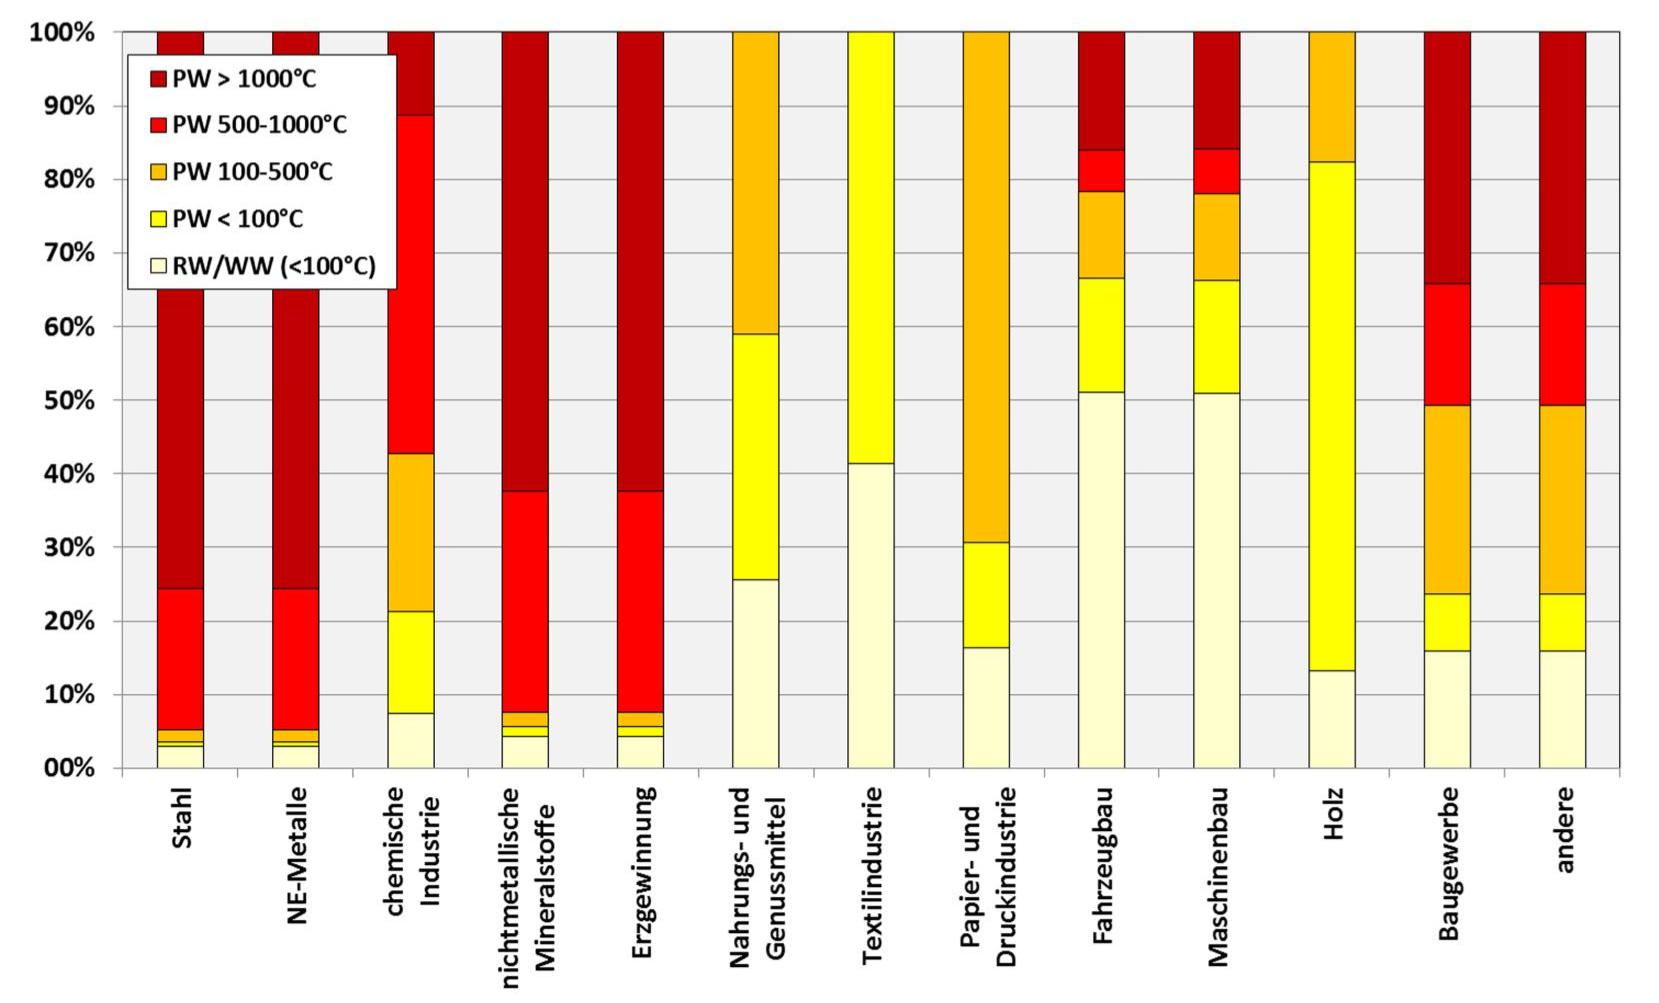 100%
90%
80%
70%
60%
50%
40%
30%
20%
10%
00%
PW > 1000°C
PW 500-1000°C
PW 100-500°C
PW < 100°C
RW/WW (<100°C)
Stahl
NE-Metalle
chemische
Industrie
nichtmetallische
Mineralstoffe
Erzgewinnung
Nahrungs- und
Genussmittel
Textilindustrie
Papier- und
Druckindustrie
Fahrzeugbau
Maschinenbau
Holz
Baugewerbe
andere